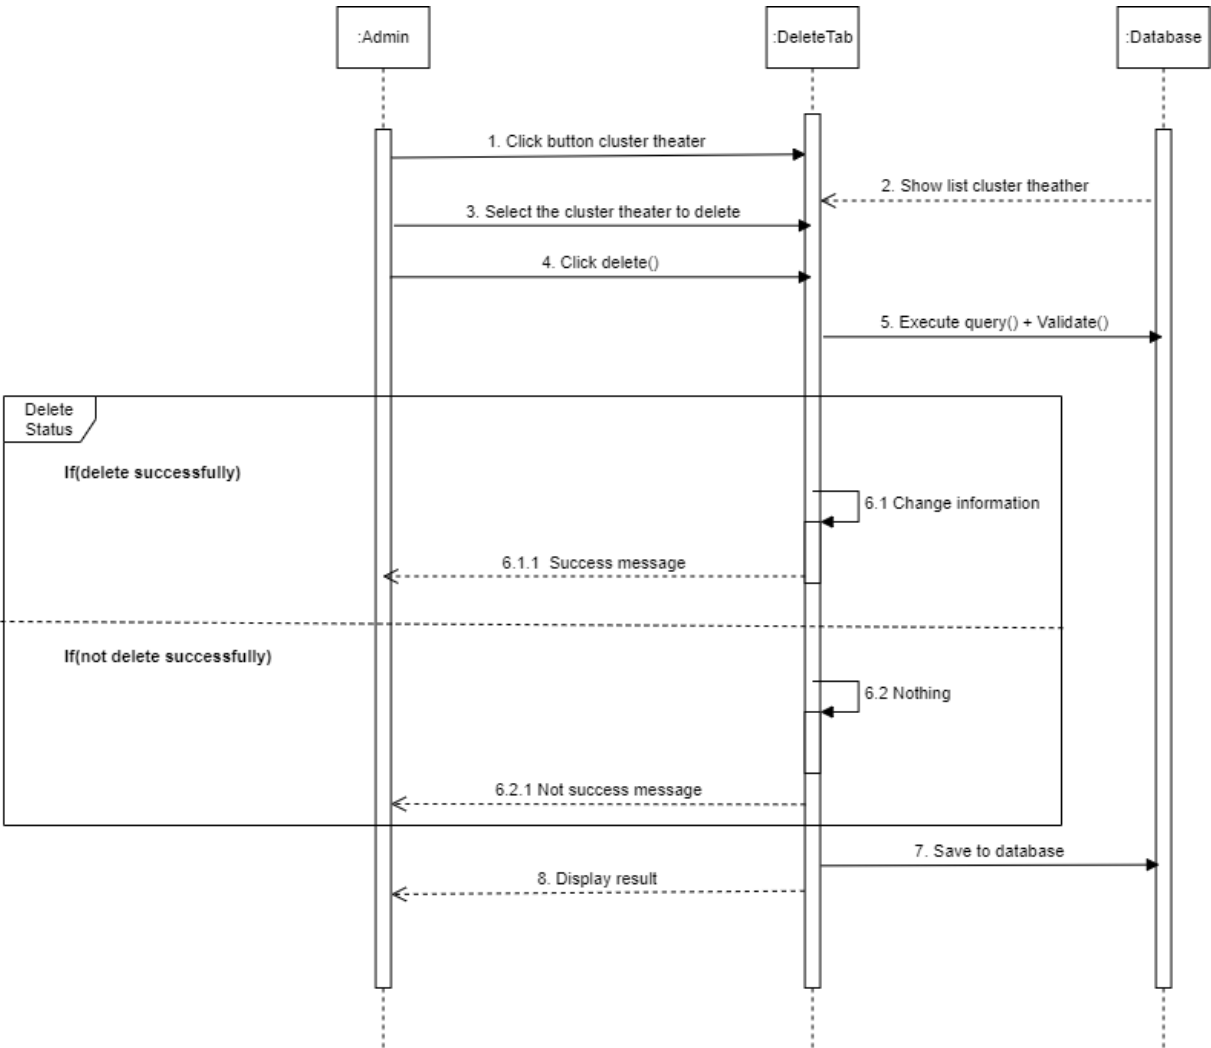 :Admin
:DeleteTab
:Database
1. Click button cluster theater
2. Show list cluster theather
3. Select the cluster theater to delete
4. Click delete()
5. Execute query() + Validate()
Delete
Status
If(delete successfully)
6.1 Change information
6.1.1  Success message
If(not delete successfully)
6.2 Nothing
6.2.1 Not success message
7. Save to database
8. Display result